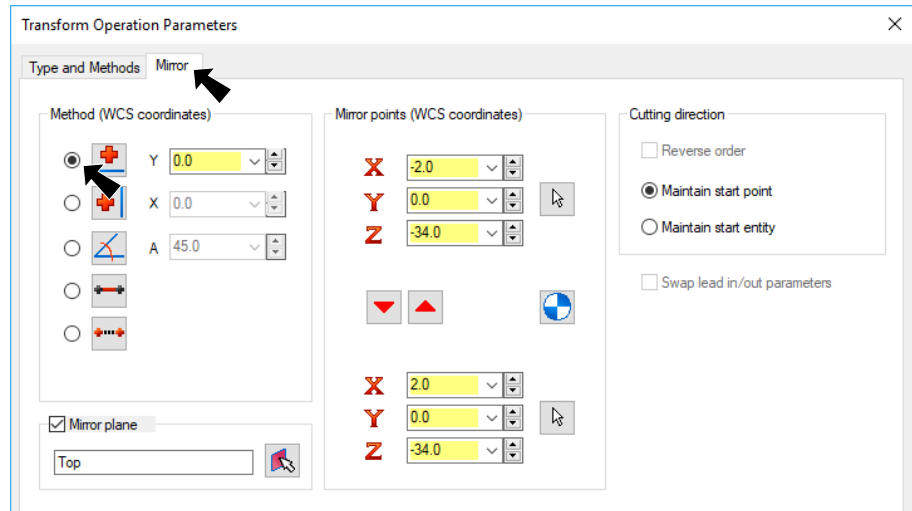 Transform Operation Parameters
Type and Methods Mirror
Method (WCS coordinates)
Y 0.0
X 0.0
A 45.0
Mirror plane
Top
Mirror points (WCS coordinates)
X -2.0
Y 0.0
Z -34.0
X 2.0
Y 0.0
Z -34.0
Cutting direction
Reverse order
Maintain start point
Maintain start entity
Swap lead in/out parameters